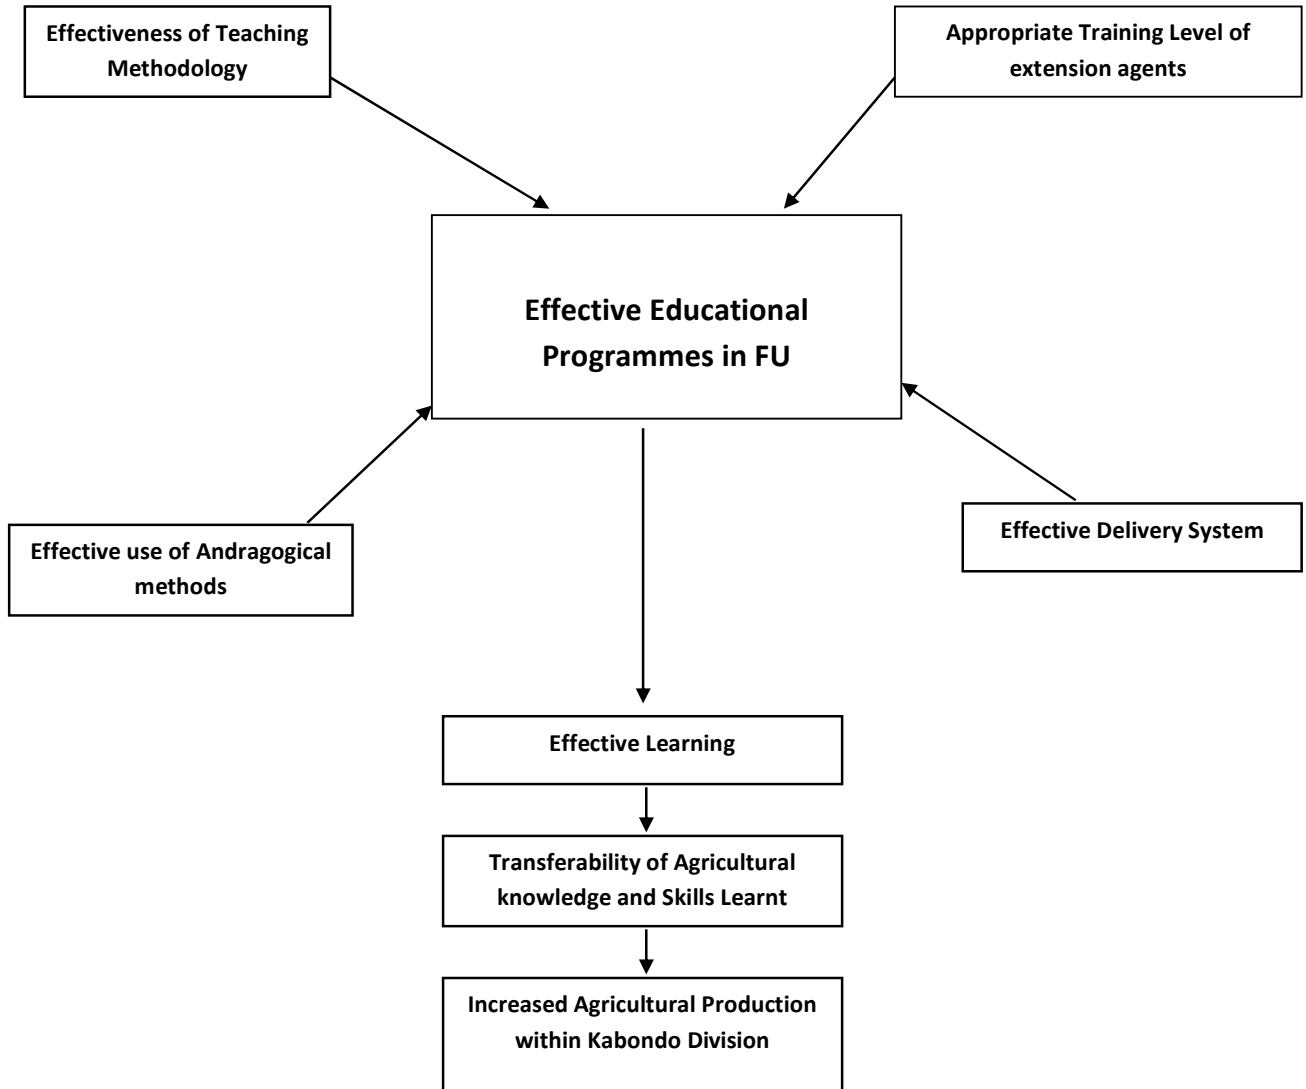 Effectiveness of Teaching
Methodology
Appropriate Training Level of
extension agents
Effective Educational
Programmes in FU
Effective use of Andragogical
methods
Effective Delivery System
Effective Learning
Transferability of Agricultural
knowledge and Skills Learnt
Increased Agricultural Production
within Kabondo Division